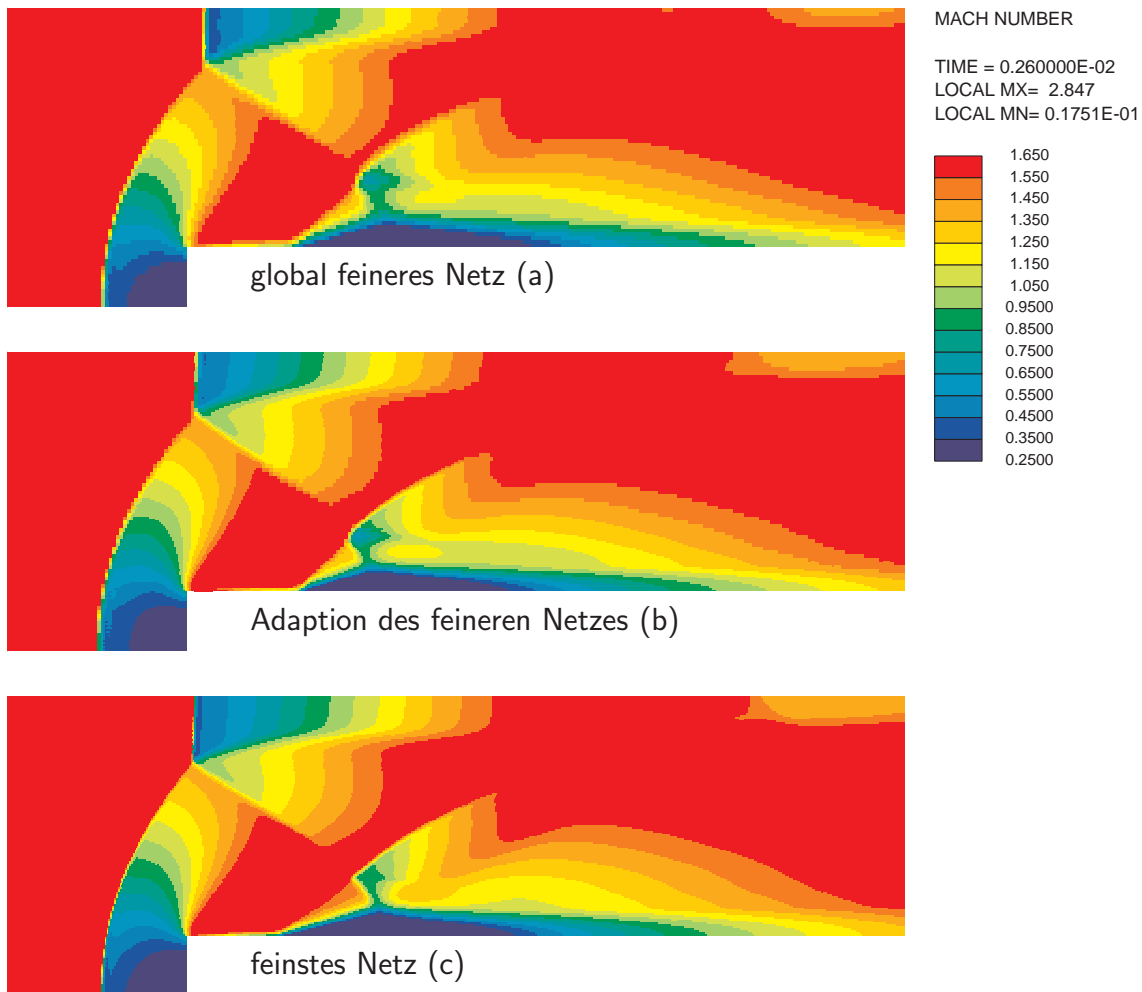 MACH NUMBER
TIME = 0.260000E-02
LOCAL MX= 2.847
LOCAL MN= 0.1751E-01
1.650
1.550
1.450
1.350
1.250
1.150
1.050
0.9500
0.8500
0.7500
0.6500
0.5500
0.4500
0.3500
0.2500
global feineres Netz (a)
Adaption des feineren Netzes (b)
feinstes Netz (c)